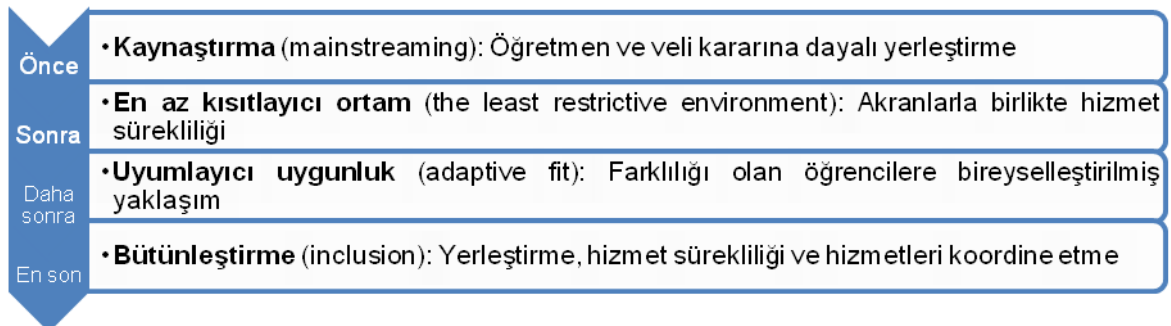 Önce
•Kaynaştırma (mainstreaming): Öğretmen ve veli kararına dayalı yerleştirme
Sonra
•En az kısıtlayıcı ortam (the least restrictive environment): Akranlarla birlikte hizmet
sürekliliği
Daha
sonra
•Uyumlayıcı uygunluk (adaptive fit): Farklılığı olan öğrencilere bireyselleştirilmiş
yaklaşım
En son
•Bütünleştirme (inclusion): Yerleştirme, hizmet sürekliliği ve hizmetleri koordine etme